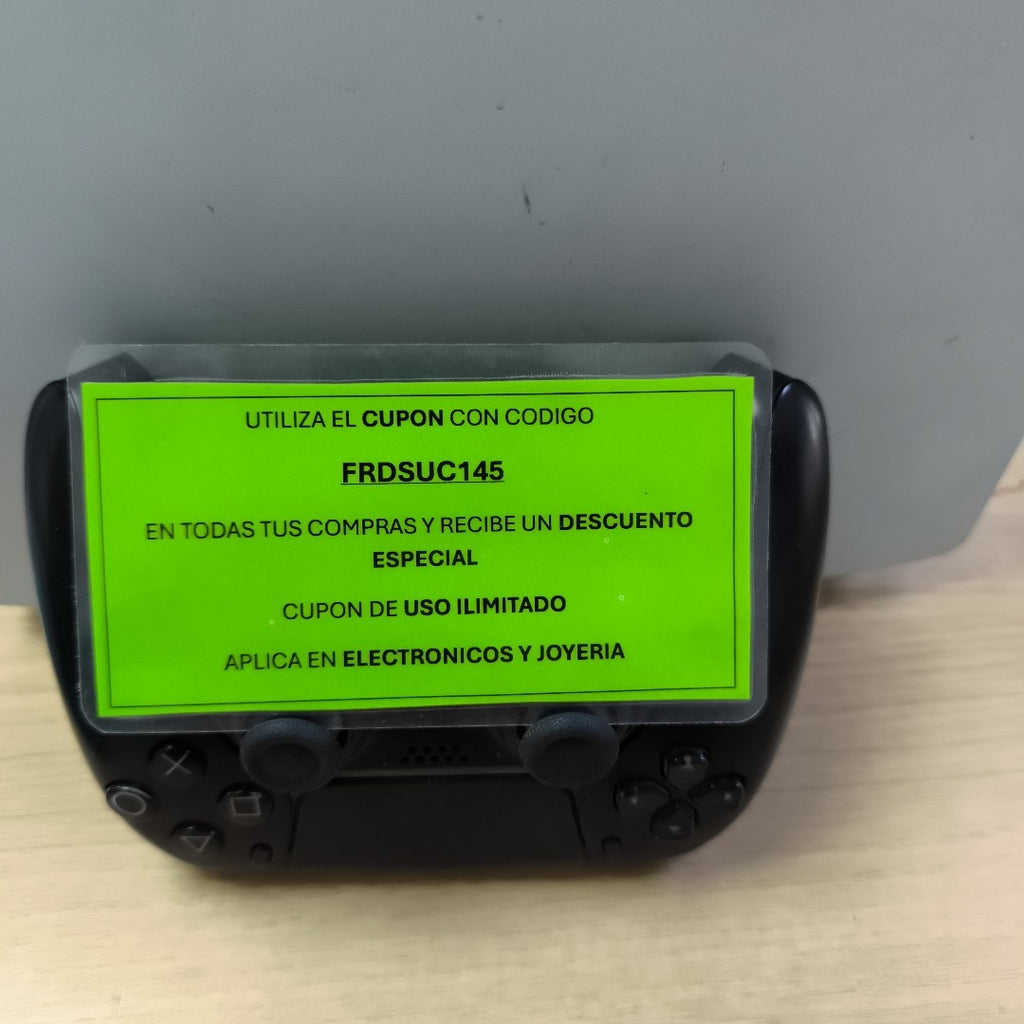 UTILIZA EL CUPON CON CODIGO
FRDSUC145
EN TODAS TUS COMPRAS Y RECIBE UN DESCUENTO
ESPECIAL
CUPON DE USO ILIMITADO
APLICA EN ELECTRONICOS Y JOYERIA